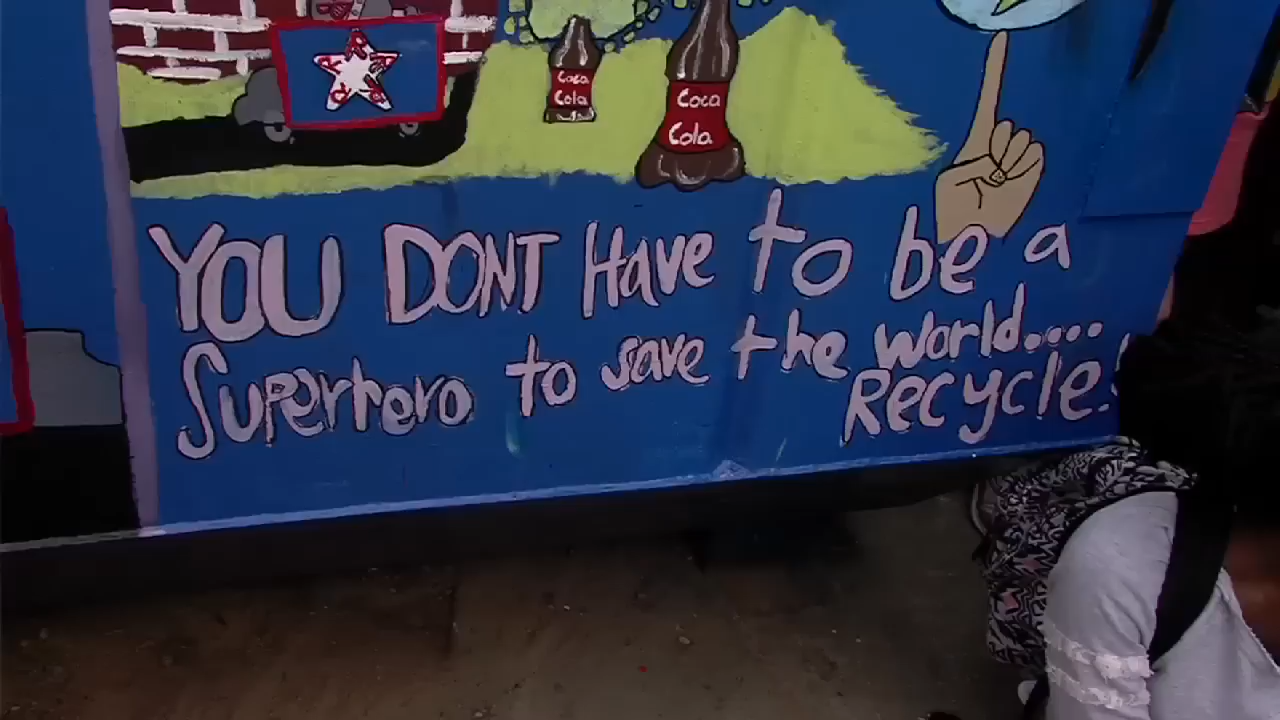 Coca
Cola
Coca
Cola
YOU DONT Have to be a
Superhero to save the world....
Recycle!